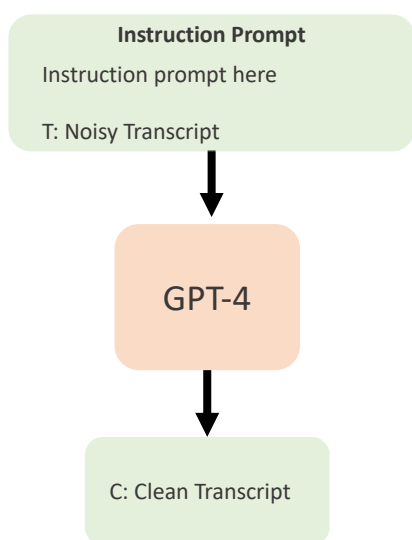 Instruction Prompt
Instruction prompt here
T: Noisy Transcript
GPT-4
C: Clean Transcript